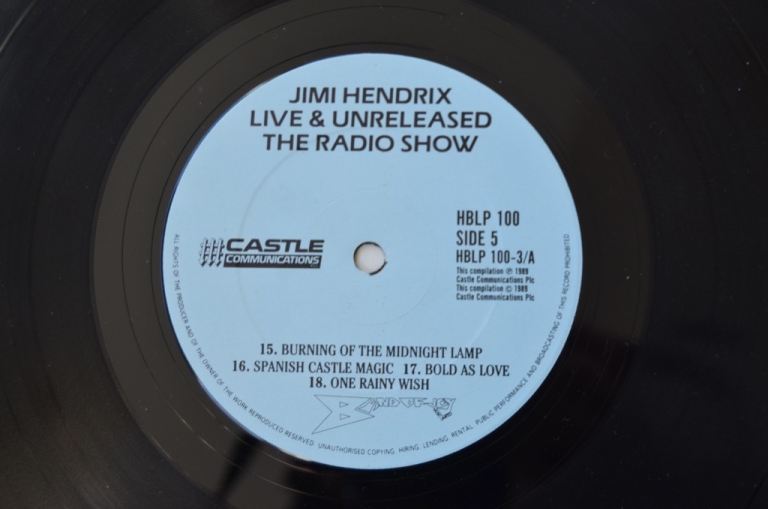 JIMI HENDRIX
LIVE & UNRELEASED
THE RADIO SHOW
CASTLE
COMMUNICATIONS
HBLP 100
SIDE 5
HBLP 100-3/A
This compilation ℗ 1989
Castle Communications Plc
This compilation © 1989
Castle Communications Plc
15. BURNING OF THE MIDNIGHT LAMP
16. SPANISH CASTLE MAGIC 17. BOLD AS LOVE
18. ONE RAINY WISH
ALL RIGHTS OF THE PRODUCER AND OF THE OWNER OF THE WORK REPRODUCED RESERVED. UNAUTHORISED COPYING, HIRING, LENDING, RENTAL, PUBLIC PERFORMANCE AND BROADCASTING OF THIS RECORD PROHIBITED